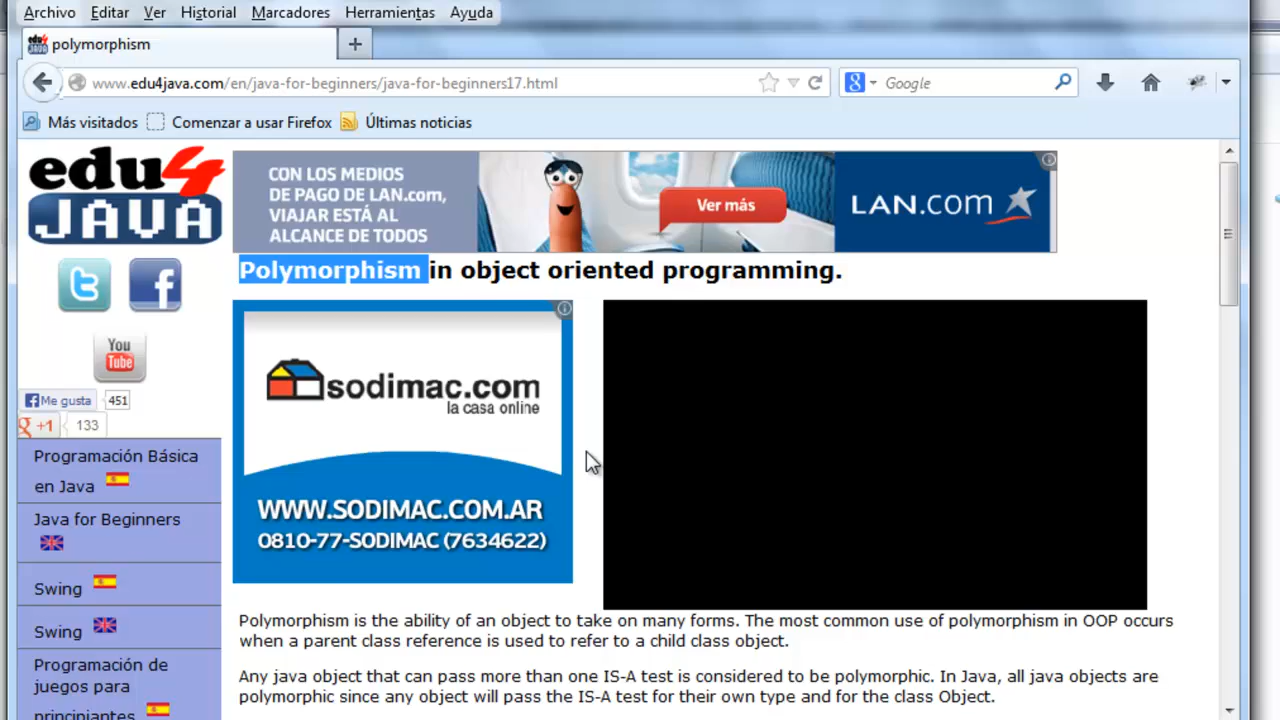 Archivo Editar Ver Historial Marcadores Herramientas Ayuda
polymorphism
www.edu4java.com/en/java-for-beginners/java-for-beginners17.html
Google
Más visitados Comenzar a usar Firefox Últimas noticias
edu4
JAVA
CON LOS MEDIOS
DE PAGO DE LAN.com,
VIAJAR ESTÁ AL
ALCANCE DE TODOS
Ver más
LAN.COM
Polymorphism in object oriented programming.
You
Tube
Me gusta 451
+1 133
sodimac.com
la casa online
WWW.SODIMAC.COM.AR
0810-77-SODIMAC (7634622)
Programación Básica
en Java
Java for Beginners
Swing
Swing
Programación de
juegos para
principiantes
Polymorphism is the ability of an object to take on many forms. The most common use of polymorphism in OOP occurs
when a parent class reference is used to refer to a child class object.
Any java object that can pass more than one IS-A test is considered to be polymorphic. In Java, all java objects are
polymorphic since any object will pass the IS-A test for their own type and for the class Object.